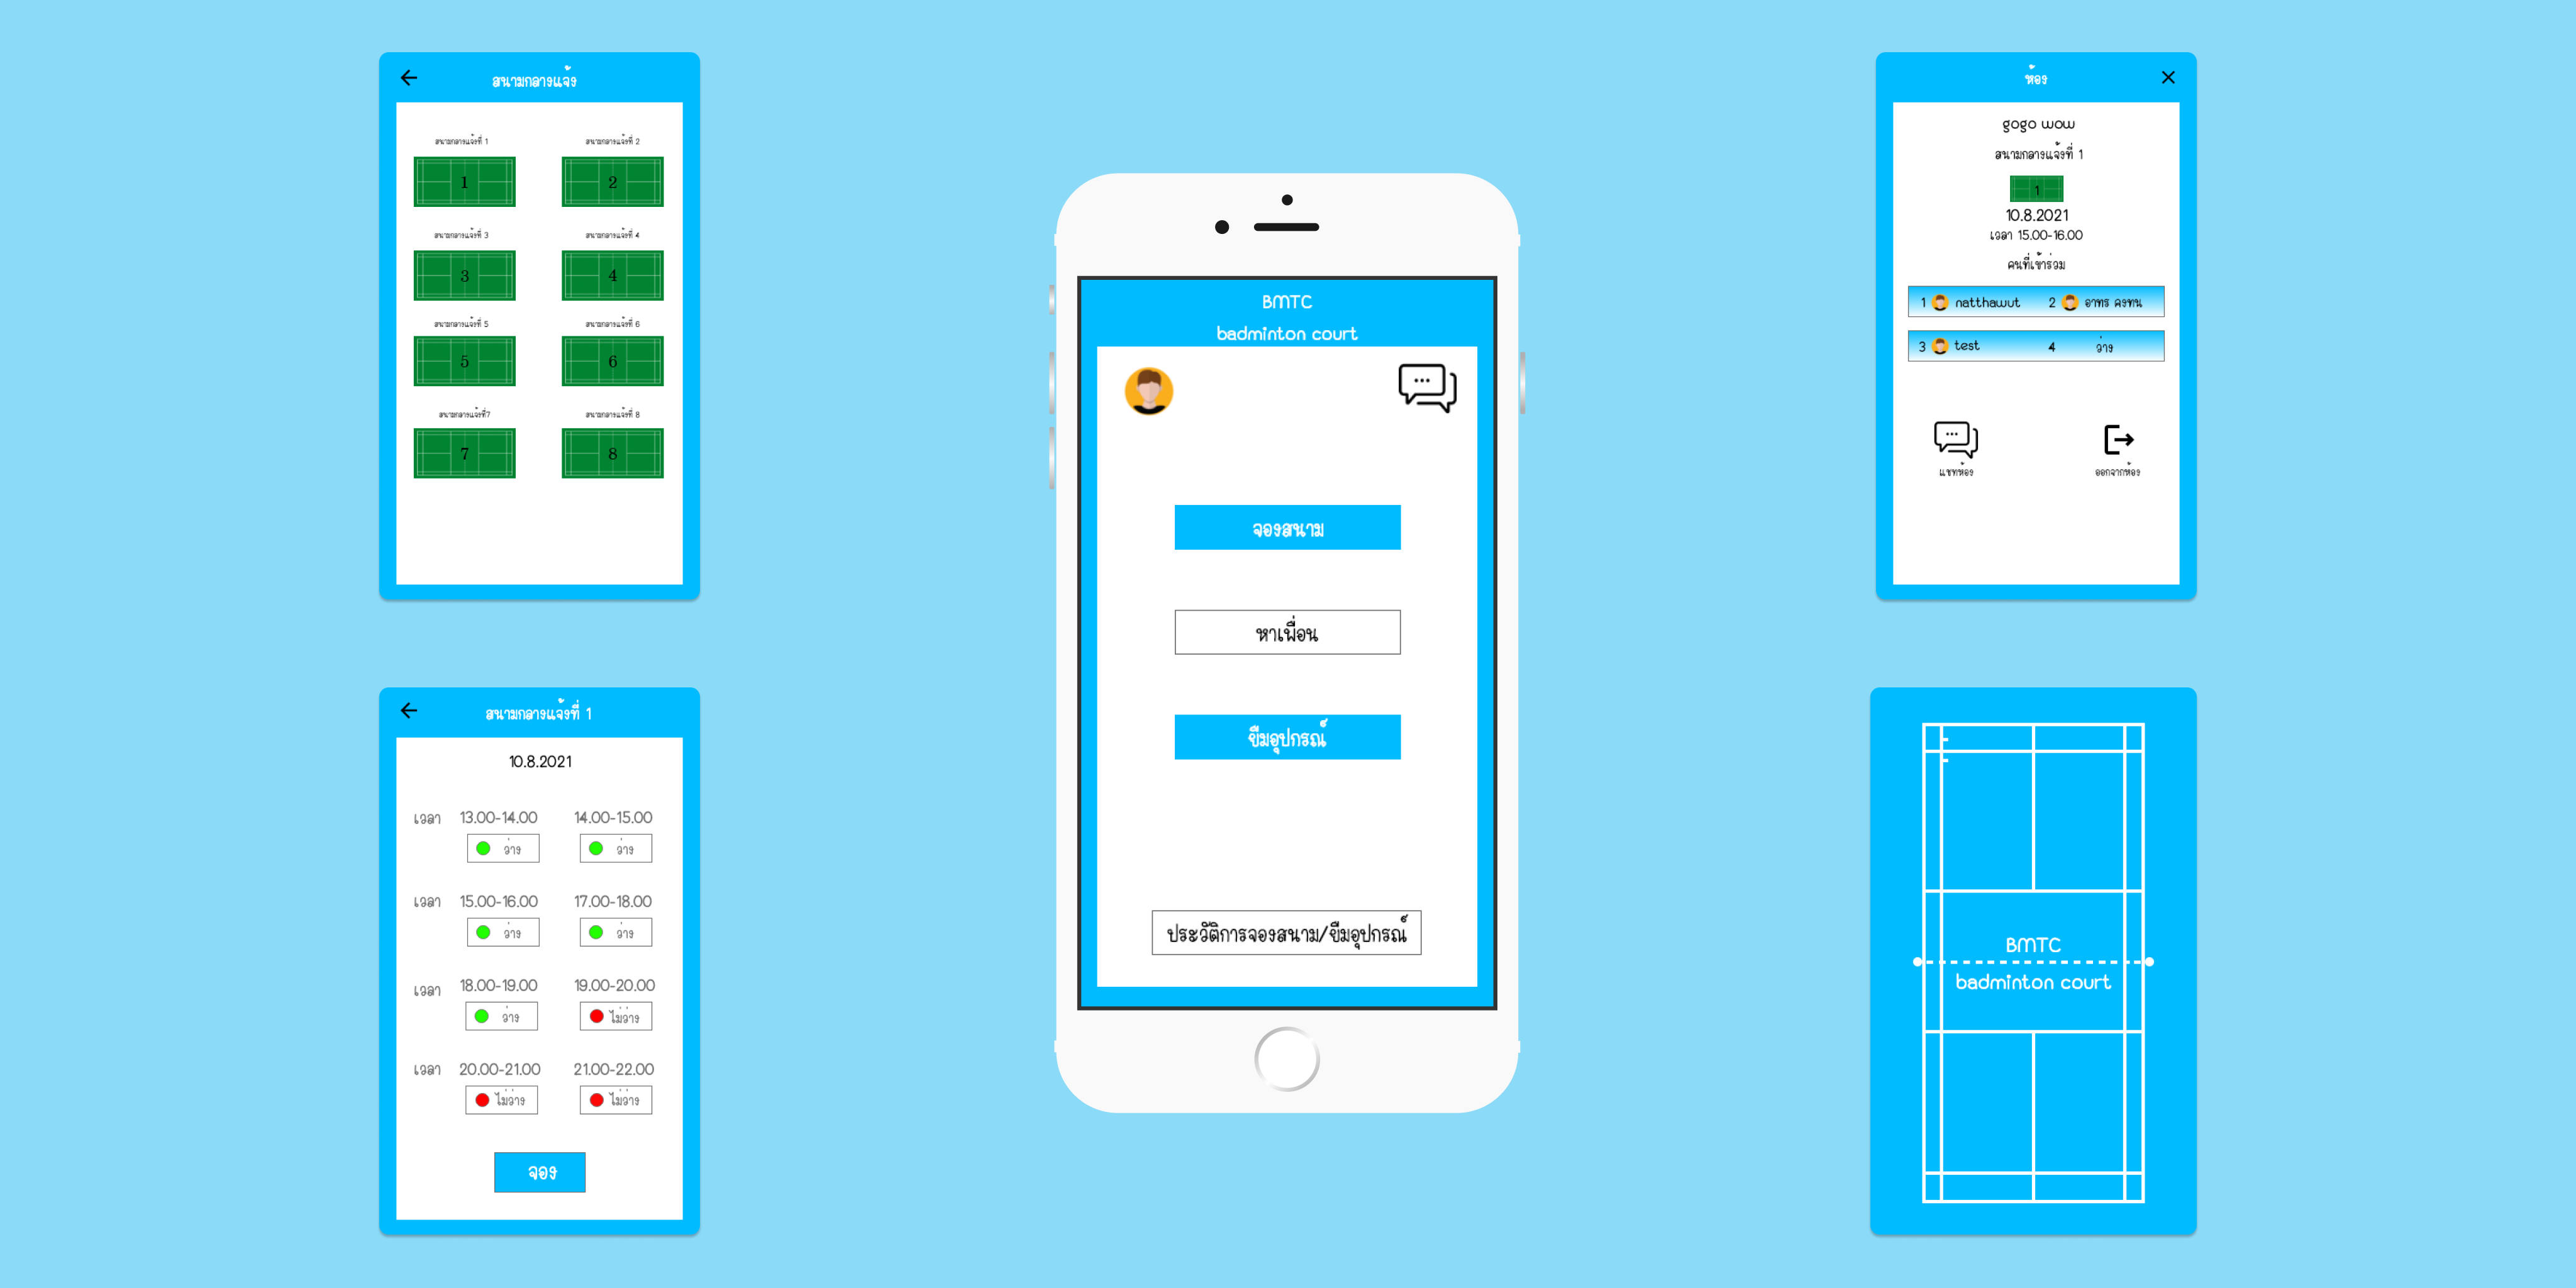 สนามกลางแจ้ง
สนามกลางแจ้งที่ 1 สนามกลางแจ้งที่ 2
1 2
สนามกลางแจ้งที่ 3 สนามกลางแจ้งที่ 4
3 4
สนามกลางแจ้งที่ 5 สนามกลางแจ้งที่ 6
5 6
สนามกลางแจ้งที่7 สนามกลางแจ้งที่ 8
7 8
สนามกลางแจ้งที่ 1
10.8.2021
เวลา 13.00-14.00 14.00-15.00
ว่าง ว่าง
เวลา 15.00-16.00 17.00-18.00
ว่าง ว่าง
เวลา 18.00-19.00 19.00-20.00
ว่าง ไม่ว่าง
เวลา 20.00-21.00 21.00-22.00
ไม่ว่าง ไม่ว่าง
จอง
BMTC
badminton court
จองสนาม
หาเพื่อน
ยืมอุปกรณ์
ประวัติการจองสนาม/ยืมอุปกรณ์
ห้อง
gogo wow
สนามกลางแจ้งที่ 1
1
10.8.2021
เวลา 15.00-16.00
คนที่เข้าร่วม
1 natthawut 2 อาทร คงทน
3 test 4 ว่าง
แชทห้อง ออกจากห้อง
BMTC
badminton court